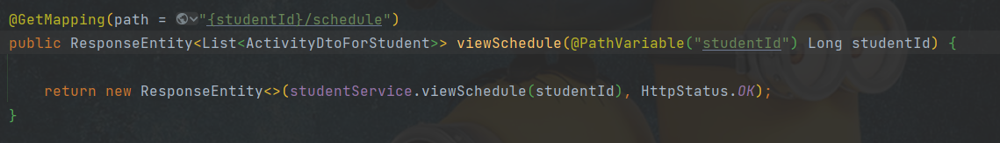 @GetMapping(path = "{studentId}/schedule")
public ResponseEntity<List<ActivityDtoForStudent>> viewSchedule(@PathVariable("studentId") Long studentId) {
return new ResponseEntity<>(studentService.viewSchedule(studentId), HttpStatus.OK);
}